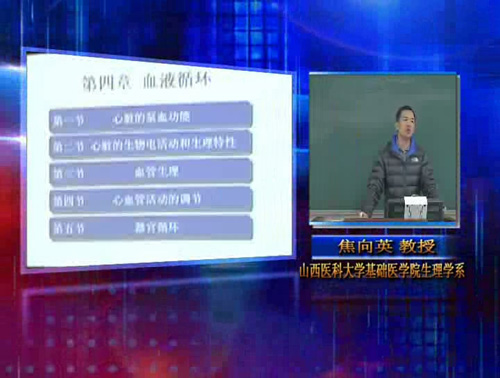 第四章 血液循环
第一节 心脏的泵血功能
第二节 心脏的生物电活动和生理特性
第三节 血管生理
第四节 心血管活动的调节
第五节 器官循环
焦向英 教授
山西医科大学基础医学院生理学系